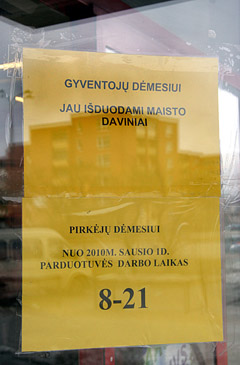 GYVENTOJŲ DĖMESIUI
JAU IŠDUODAMI MAISTO
DAVINIAI
PIRKĖJŲ DĖMESIUI
NUO 2010M. SAUSIO 1D.
PARDUOTUVĖS DARBO LAIKAS
8-21